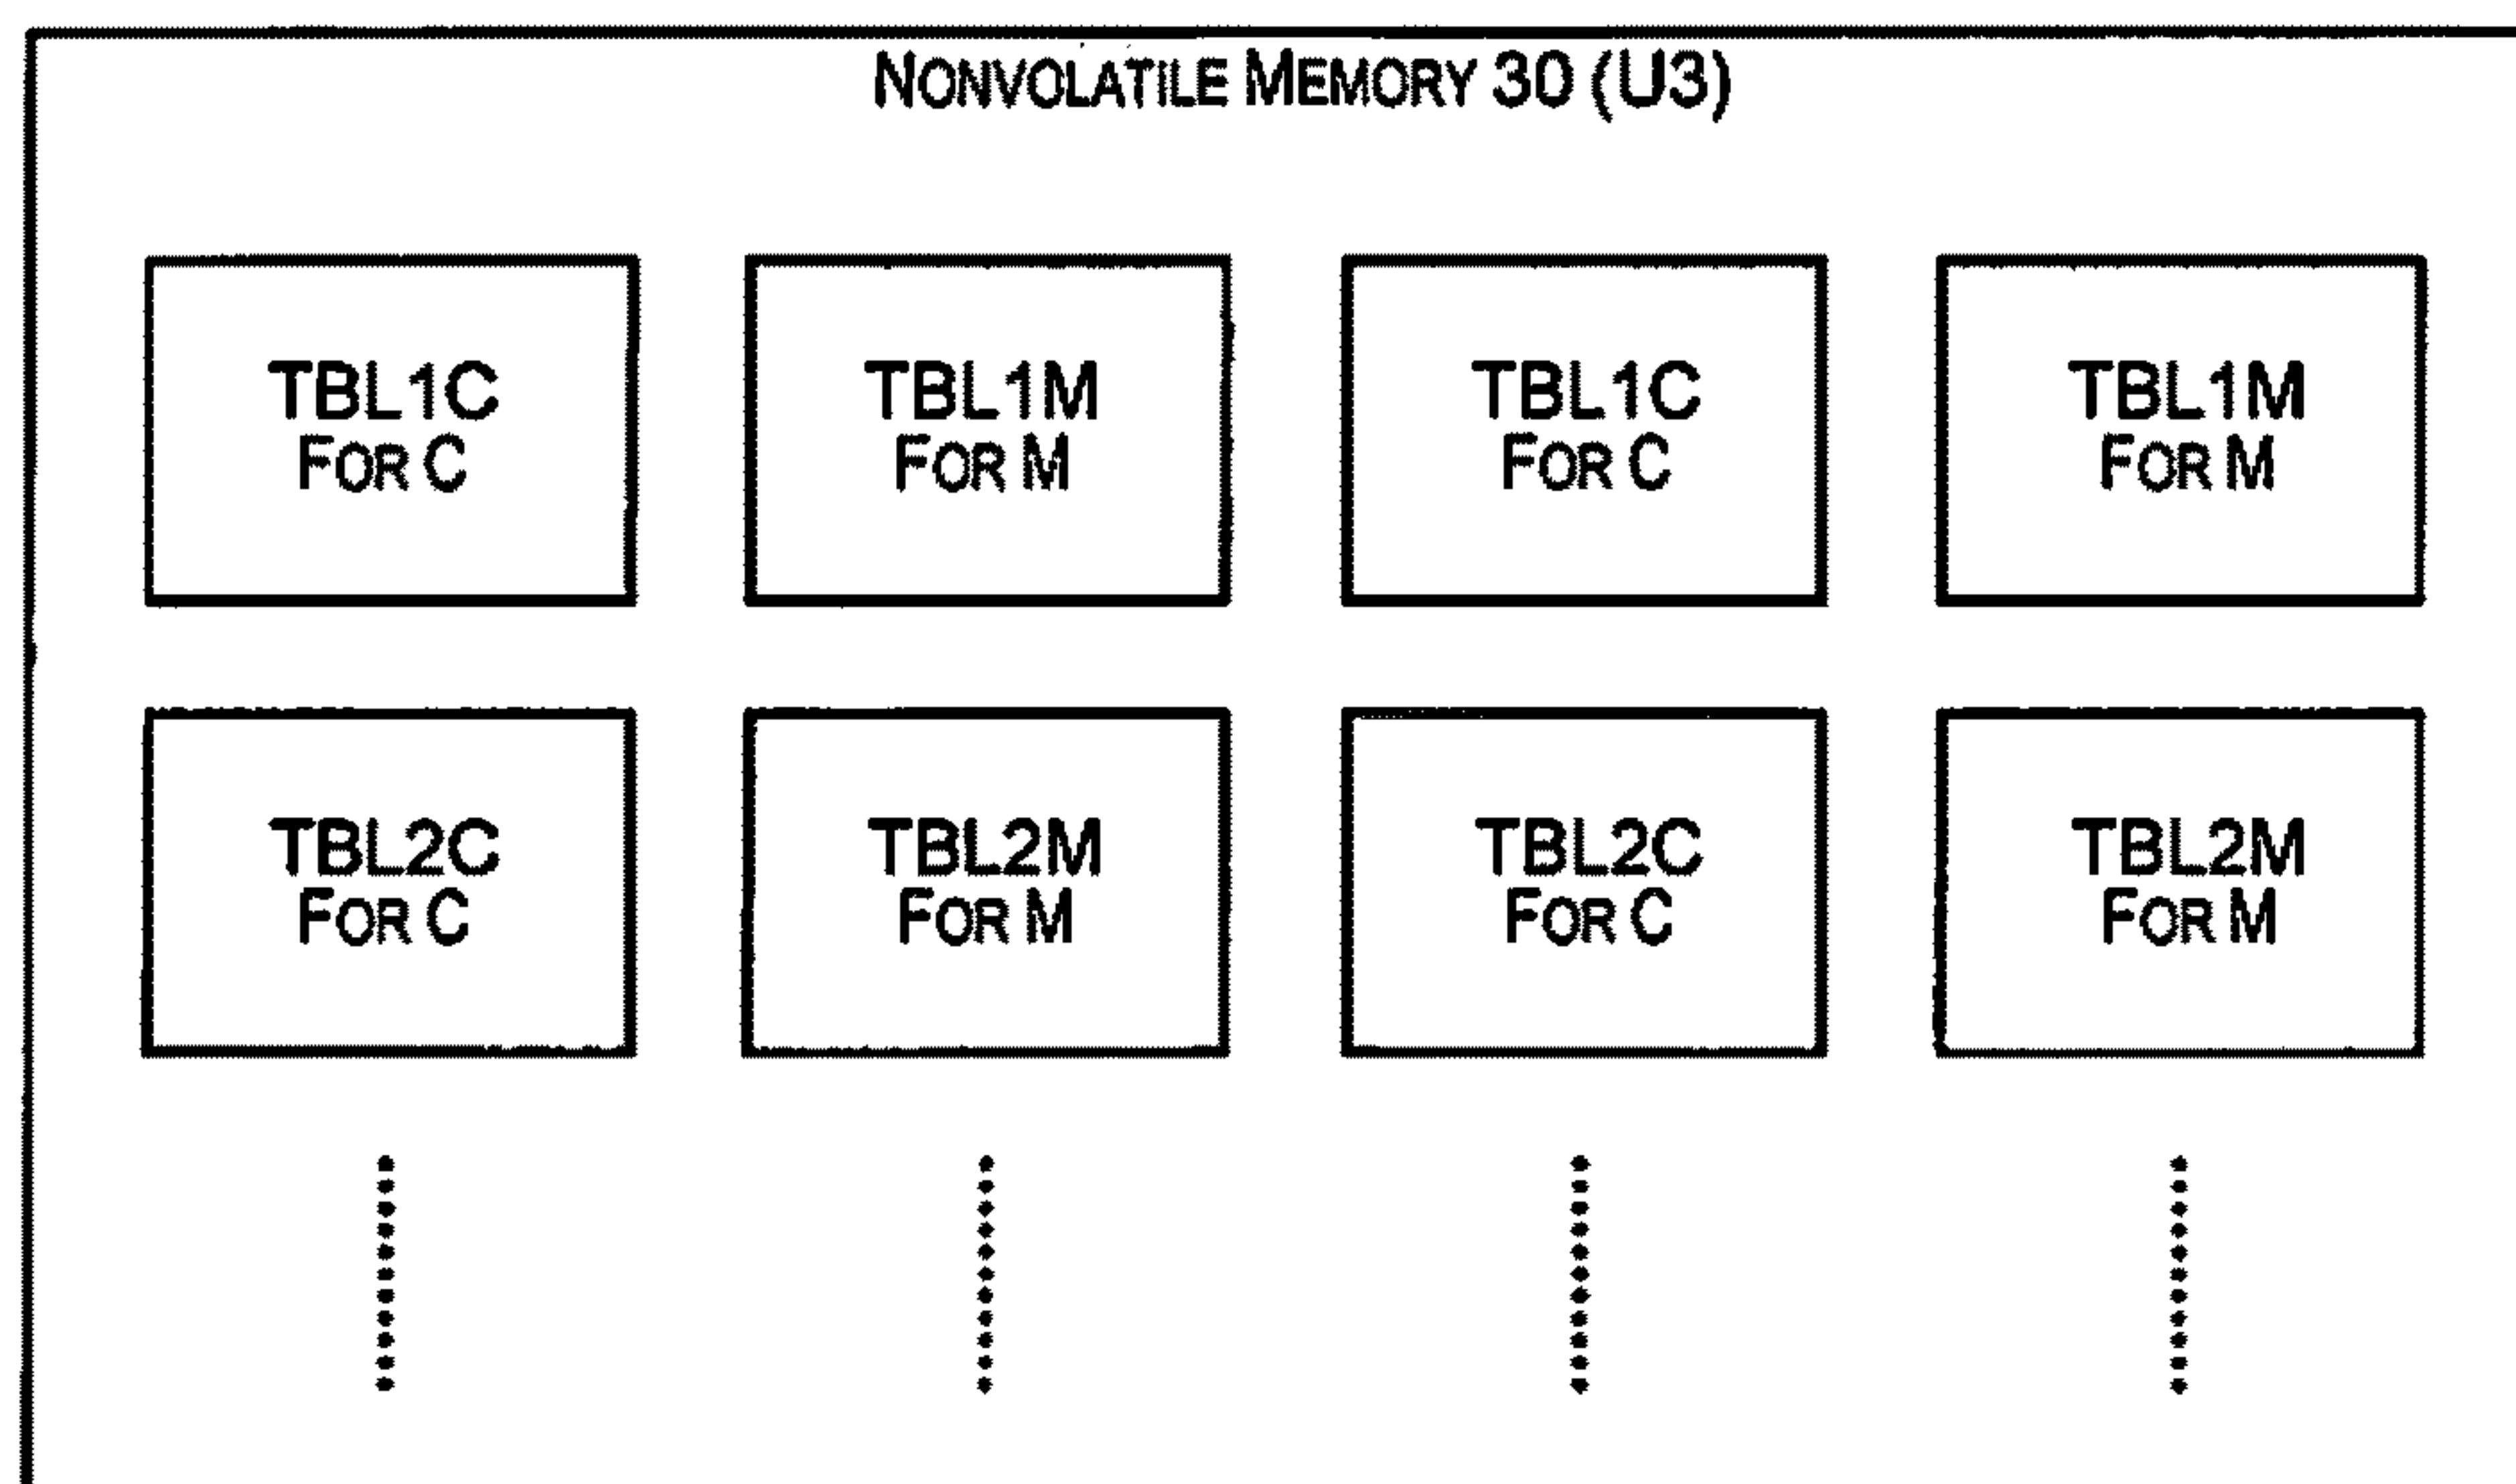 NONVOLATILE MEMORY 30 (U3)
TBL1C
FOR C
TBL1M
FOR M
TBL1C
FOR C
TBL1M
FOR M
TBL2C
FOR C
TBL2M
FOR M
TBL2C
FOR C
TBL2M
FOR M